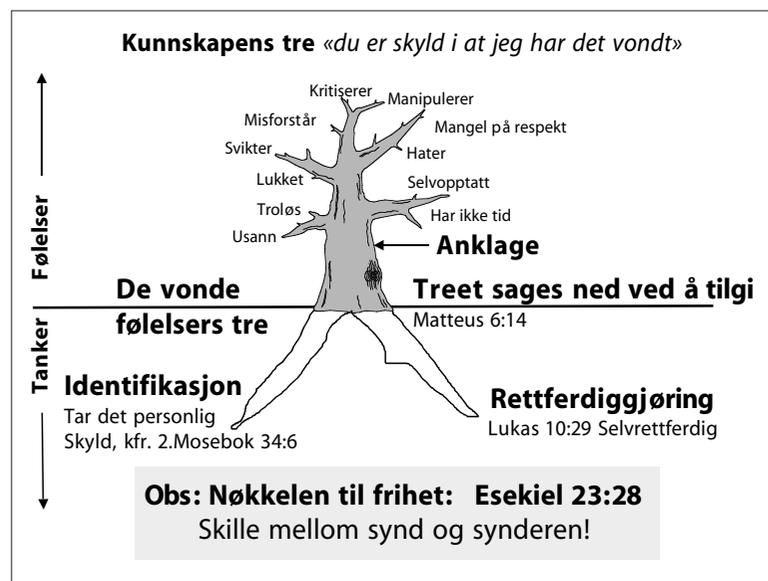 Kunnskapens tre «du er skyld i at jeg har det vondt»
Kritiserer
Manipulerer
Misforstår
Mangel på respekt
Svikter
Hater
Lukket
Selvopptatt
Troløs
Har ikke tid
Usann
Anklage
Følelser
De vonde
følelsers tre
Treet sages ned ved å tilgi
Matteus 6:14
Tanker
Identifikasjon
Tar det personlig
Skyld, kfr. 2.Mosebok 34:6
Rettferdiggjøring
Lukas 10:29 Selvrettferdig
Obs: Nøkkelen til frihet: Esekiel 23:28
Skille mellom synd og synderen!